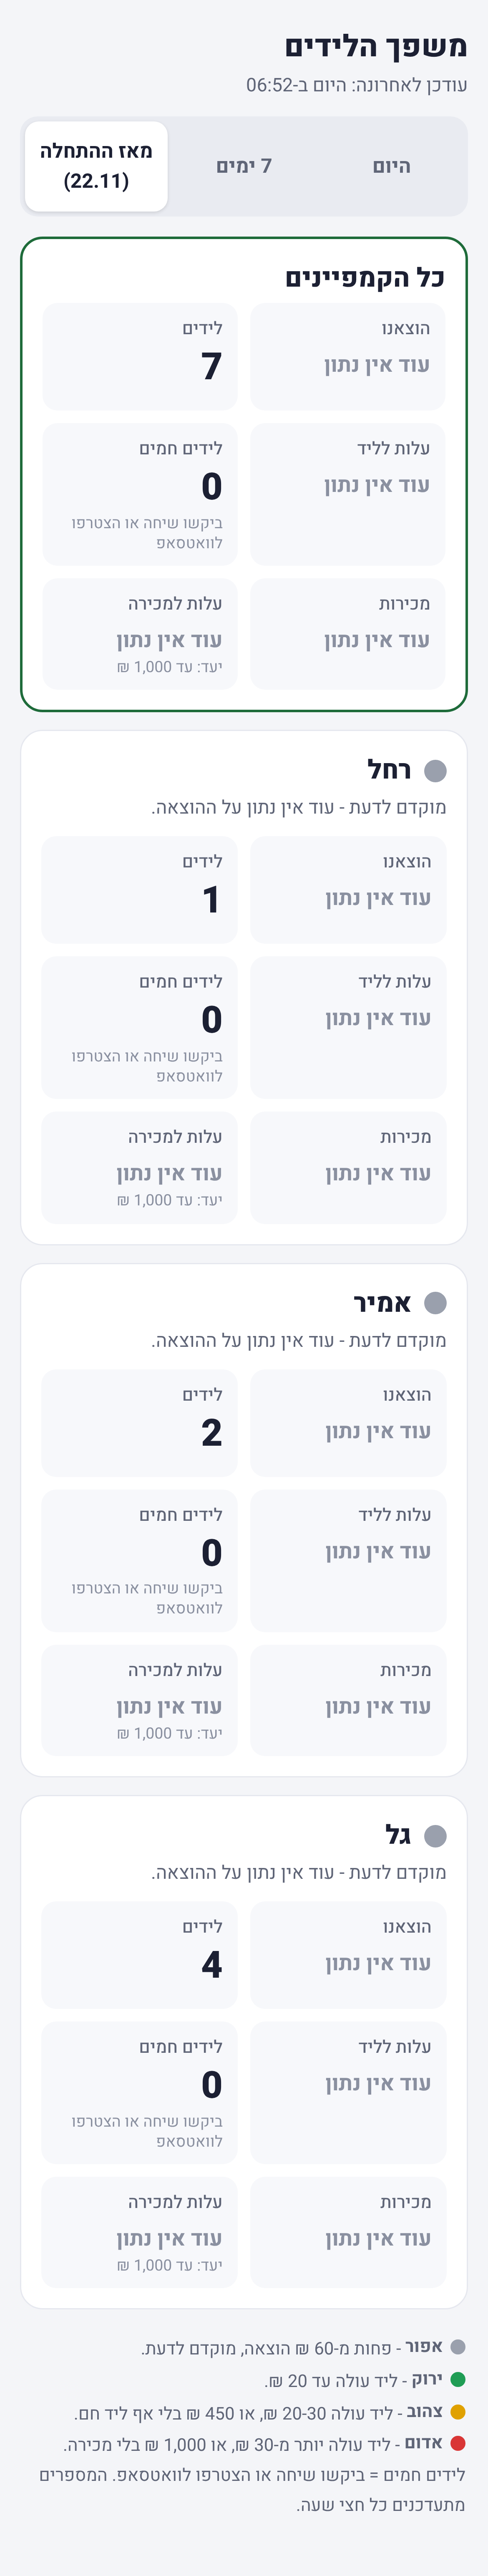 משפך הלידים
עודכן לאחרונה: היום ב-06:52
היום
7 ימים
מאז ההתחלה
(22.11)
כל הקמפיינים
הוצאנו
עוד אין נתון
לידים
7
עלות לליד
עוד אין נתון
לידים חמים
0
ביקשו שיחה או הצטרפו
לוואטסאפ
מכירות
עוד אין נתון
עלות למכירה
עוד אין נתון
יעד: עד 1,000 ₪
רחל
מוקדם לדעת - עוד אין נתון על ההוצאה.
הוצאנו
עוד אין נתון
לידים
1
עלות לליד
עוד אין נתון
לידים חמים
0
ביקשו שיחה או הצטרפו
לוואטסאפ
מכירות
עוד אין נתון
עלות למכירה
עוד אין נתון
יעד: עד 1,000 ₪
אמיר
מוקדם לדעת - עוד אין נתון על ההוצאה.
הוצאנו
עוד אין נתון
לידים
2
עלות לליד
עוד אין נתון
לידים חמים
0
ביקשו שיחה או הצטרפו
לוואטסאפ
מכירות
עוד אין נתון
עלות למכירה
עוד אין נתון
יעד: עד 1,000 ₪
גל
מוקדם לדעת - עוד אין נתון על ההוצאה.
הוצאנו
עוד אין נתון
לידים
4
עלות לליד
עוד אין נתון
לידים חמים
0
ביקשו שיחה או הצטרפו
לוואטסאפ
מכירות
עוד אין נתון
עלות למכירה
עוד אין נתון
יעד: עד 1,000 ₪
אפור - פחות מ-60 ₪ הוצאה, מוקדם לדעת.
ירוק - ליד עולה עד 20 ₪.
צהוב - ליד עולה 20-30 ₪, או 450 ₪ בלי אף ליד חם.
אדום - ליד עולה יותר מ-30 ₪, או 1,000 ₪ בלי מכירה.
לידים חמים = ביקשו שיחה או הצטרפו לוואטסאפ. המספרים
מתעדכנים כל חצי שעה.